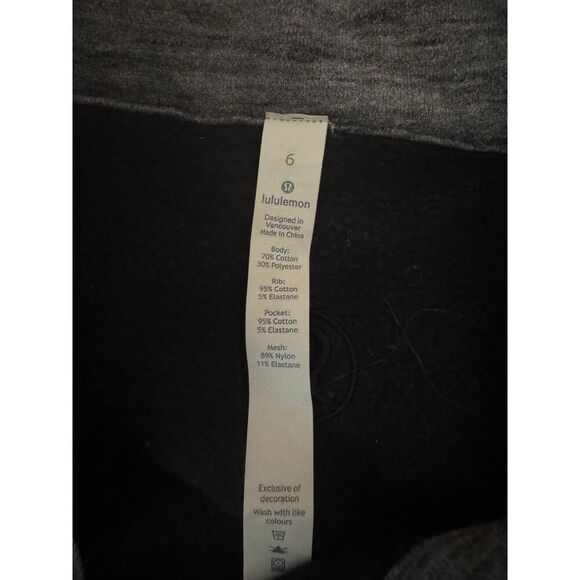 6
lululemon
Designed in
Vancouver
Made in China
Body:
70% Cotton
30% Polyester
Rib:
95% Cotton
5% Elastane
Pocket:
95% Cotton
5% Elastane
Mesh:
89% Nylon
11% Elastane
Exclusive of
decoration
Wash with like
colours